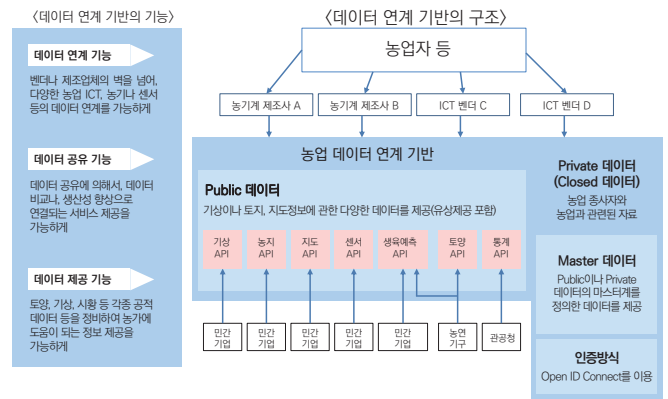 〈데이터 연계 기반의 기능〉
데이터 연계 기능
벤더나 제조업체의 벽을 넘어,
다양한 농업 ICT, 농기나 센서
등의 데이터 연계를 가능하게
데이터 공유 기능
데이터 공유에 의해서, 데이터
비교나, 생산성 향상으로
연결되는 서비스 제공을
가능하게
데이터 제공 기능
토양, 기상, 시황 등 각종 공적
데이터 등을 정비하여 농가에
도움이 되는 정보 제공을
가능하게
〈데이터 연계 기반의 구조〉
농업자 등
농기계 제조사 A
농기계 제조사 B
ICT 벤더 C
ICT 벤더 D
농업 데이터 연계 기반
Public 데이터
기상이나 토지, 지도정보에 관한 다양한 데이터를 제공(유상제공 포함)
기상
API
농지
API
지도
API
센서
API
생육예측
API
토양
API
통계
API
민간
기업
민간
기업
민간
기업
민간
기업
민간
기업
농연
기구
관공청
Private 데이터
(Closed 데이터)
농업 종사자와
농업과 관련된 자료
Master 데이터
Public이나 Private
데이터의 마스터계를
정의한 데이터를 제공
인증방식
Open ID Connect를 이용